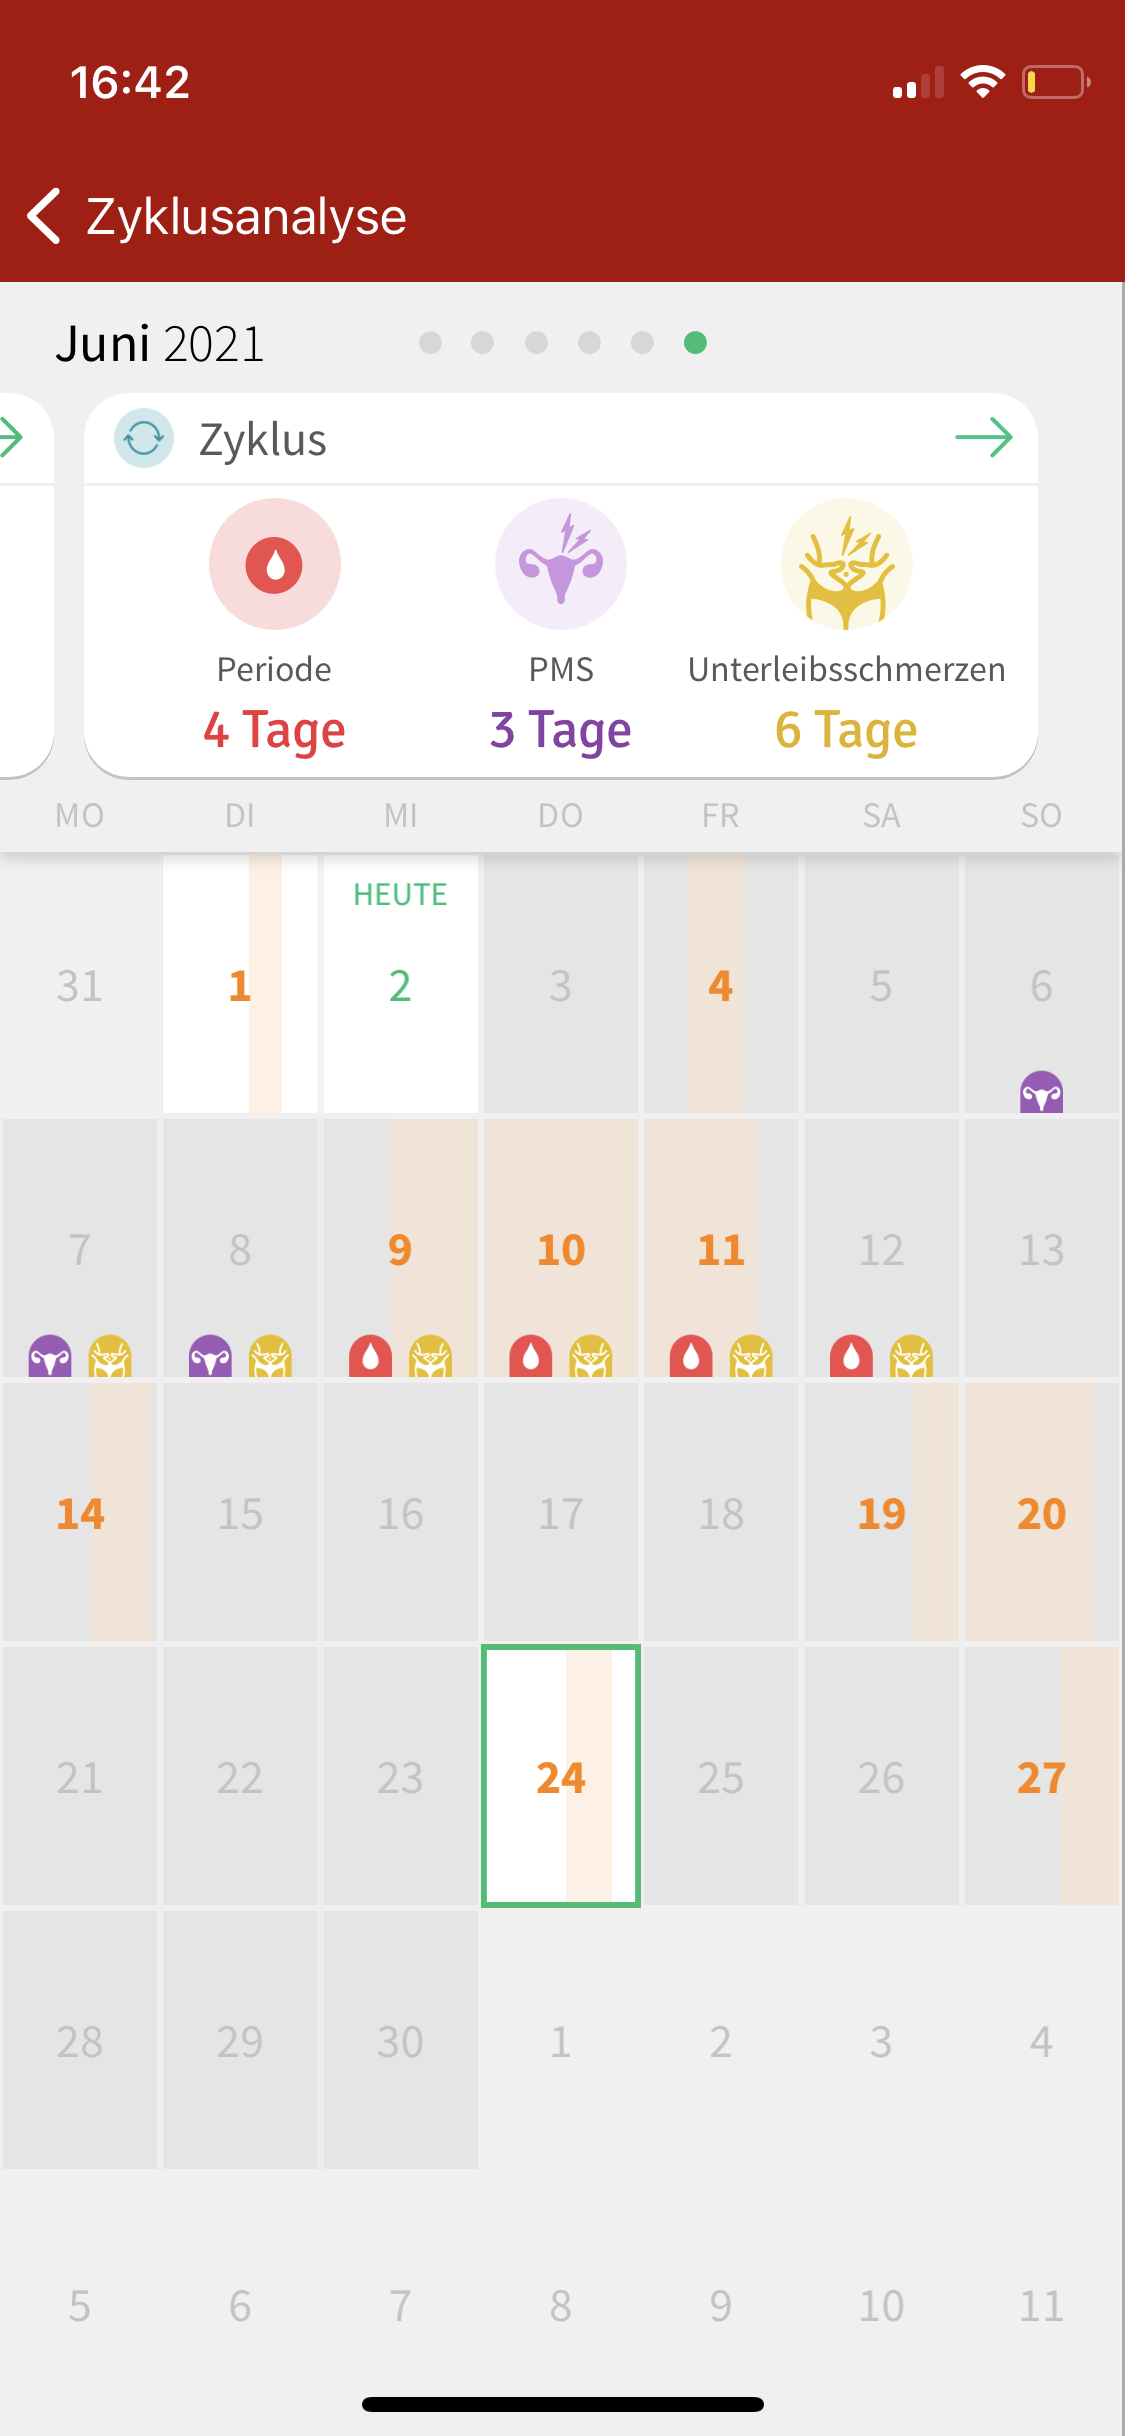 16:42
Zyklusanalyse
Juni 2021
Zyklus
Periode PMS Unterleibsschmerzen
4 Tage 3 Tage 6 Tage
MO DI MI DO FR SA SO
HEUTE
31 1 2 3 4 5 6
7 8 9 10 11 12 13
14 15 16 17 18 19 20
21 22 23 24 25 26 27
28 29 30 1 2 3 4
5 6 7 8 9 10 11